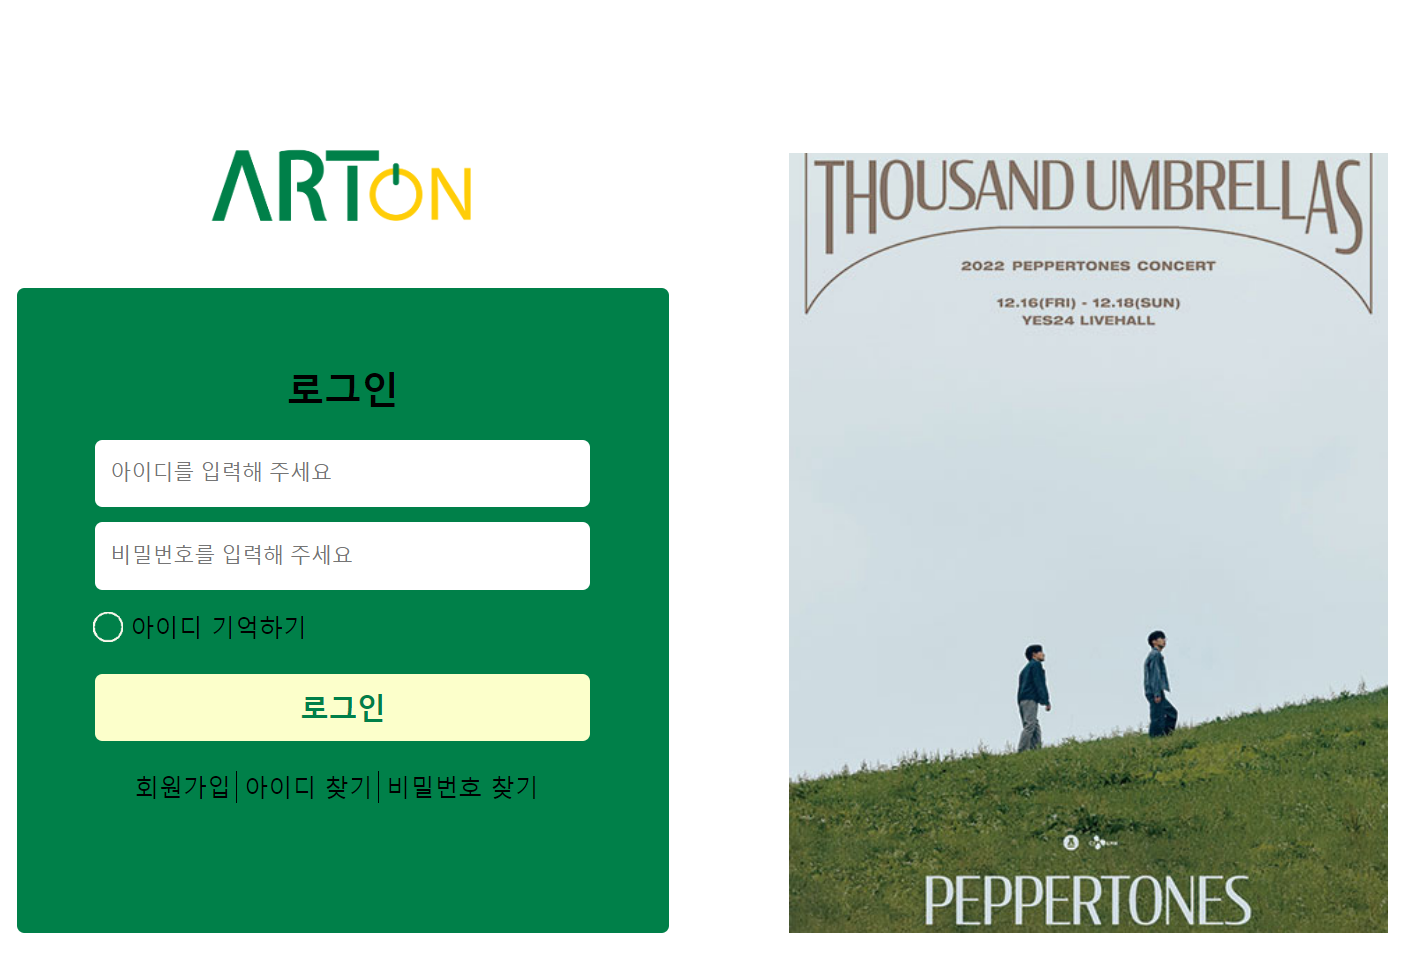 ARTON
로그인
아이디를 입력해 주세요
비밀번호를 입력해 주세요
아이디 기억하기
로그인
회원가입 아이디 찾기 비밀번호 찾기
THOUSAND UMBRELLAS
2022 PEPPERTONES CONCERT
12.16(FRI) - 12.18(SUN)
YES24 LIVEHALL
PEPPERTONES